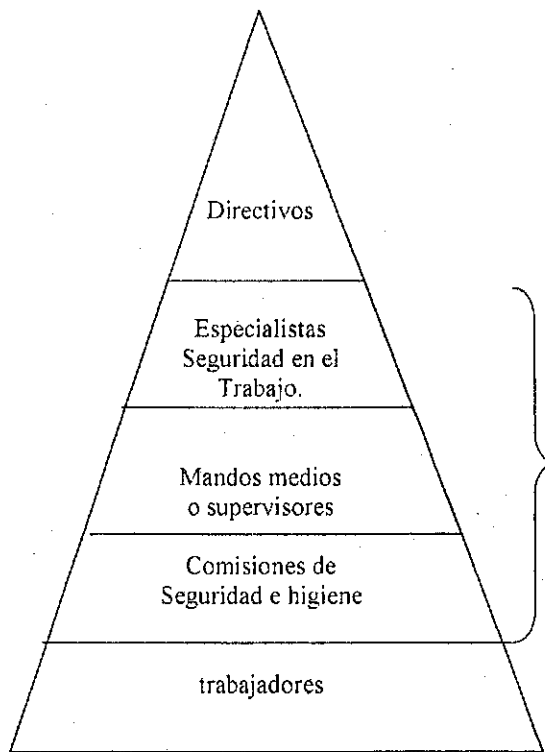 Directivos
Especialistas
Seguridad en el
Trabajo.
Mandos medios
o supervisores
Comisiones de
Seguridad e higiene
trabajadores